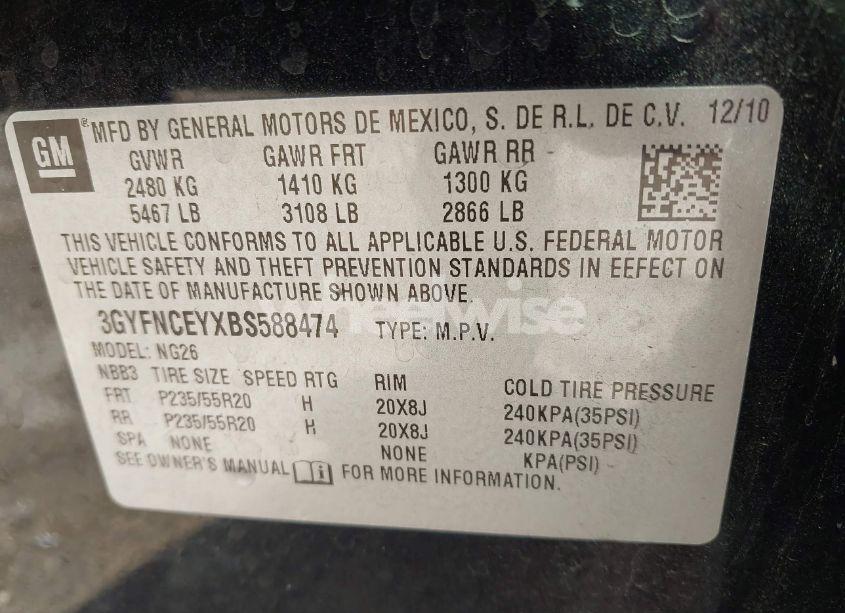 GM ® MFD BY GENERAL MOTORS DE MEXICO, S. DE R.L. DE C.V. 12/10
GVWR GAWR FRT GAWR RR
2480 KG 1410 KG 1300 KG
5467 LB 3108 LB 2866 LB
THIS VEHICLE CONFORMS TO ALL APPLICABLE U.S. FEDERAL MOTOR
VEHICLE SAFETY AND THEFT PREVENTION STANDARDS IN EEFECT ON
THE DATE OF MANUFACTURE SHOWN ABOVE.
3GYFNCEYXBS588474 TYPE: M.P.V.
MODEL: NG26
NBB3 TIRE SIZE SPEED RTG RIM COLD TIRE PRESSURE
FRT P235/55R20 H 20X8J 240KPA(35PSI)
RR P235/55R20 H 20X8J 240KPA(35PSI)
SPA NONE NONE KPA(PSI)
SEE OWNER'S MANUAL FOR MORE INFORMATION.